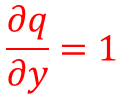 ∂q/∂y = 1